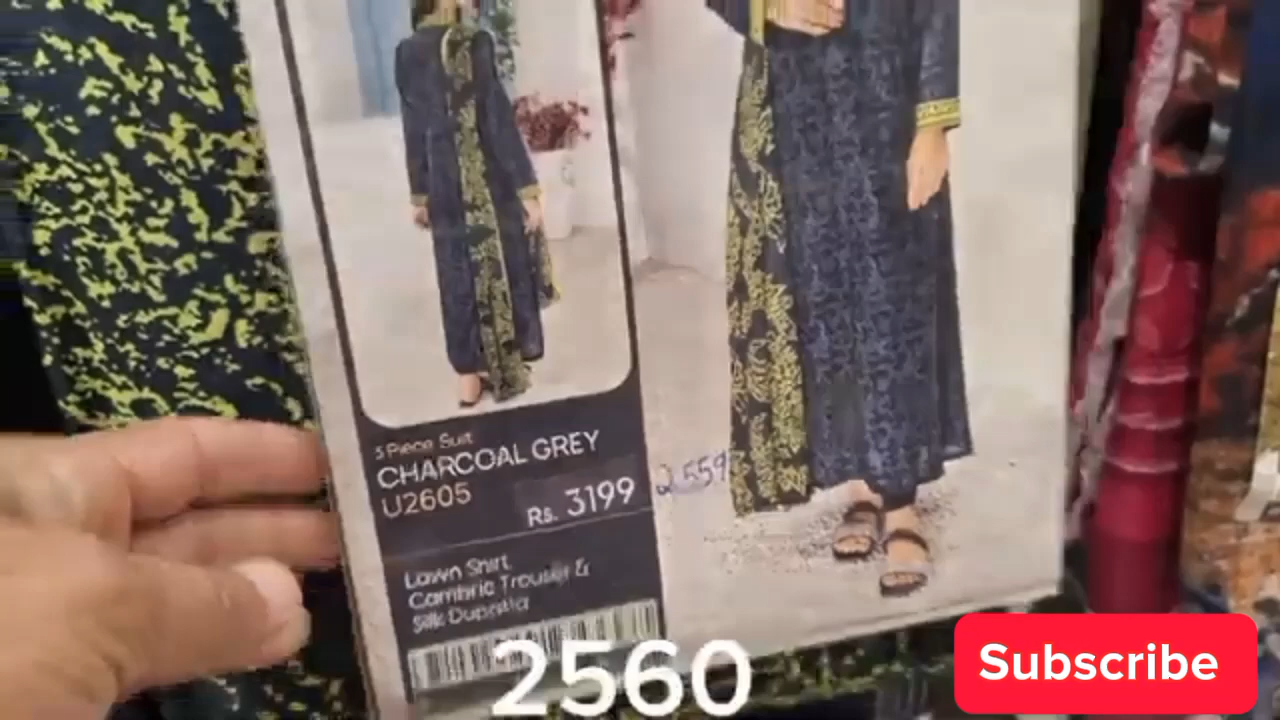 3 Piece Suit
CHARCOAL GREY
U2605
Rs. 3199
2559
Lawn Shirt,
Cambric Trouser &
Silk Dupatta
2560
Subscribe